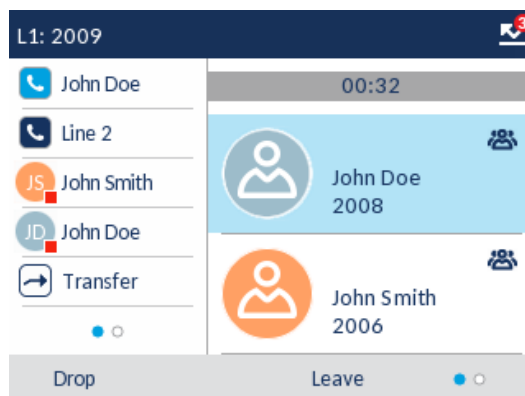 L1: 2009
3
John Doe
Line 2
JS John Smith
JD John Doe
Transfer
00:32
John Doe
2008
John Smith
2006
Drop
Leave